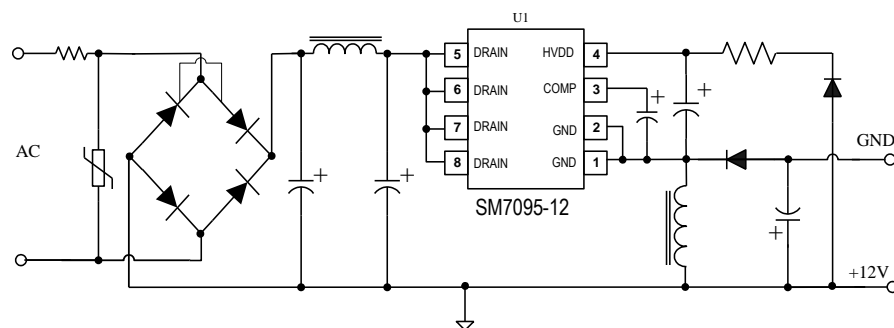 U1
5 DRAIN HVDD 4
6 DRAIN COMP 3
7 DRAIN GND 2
8 DRAIN GND 1
SM7095-12
AC
GND
+12V
+
+
+
+
+